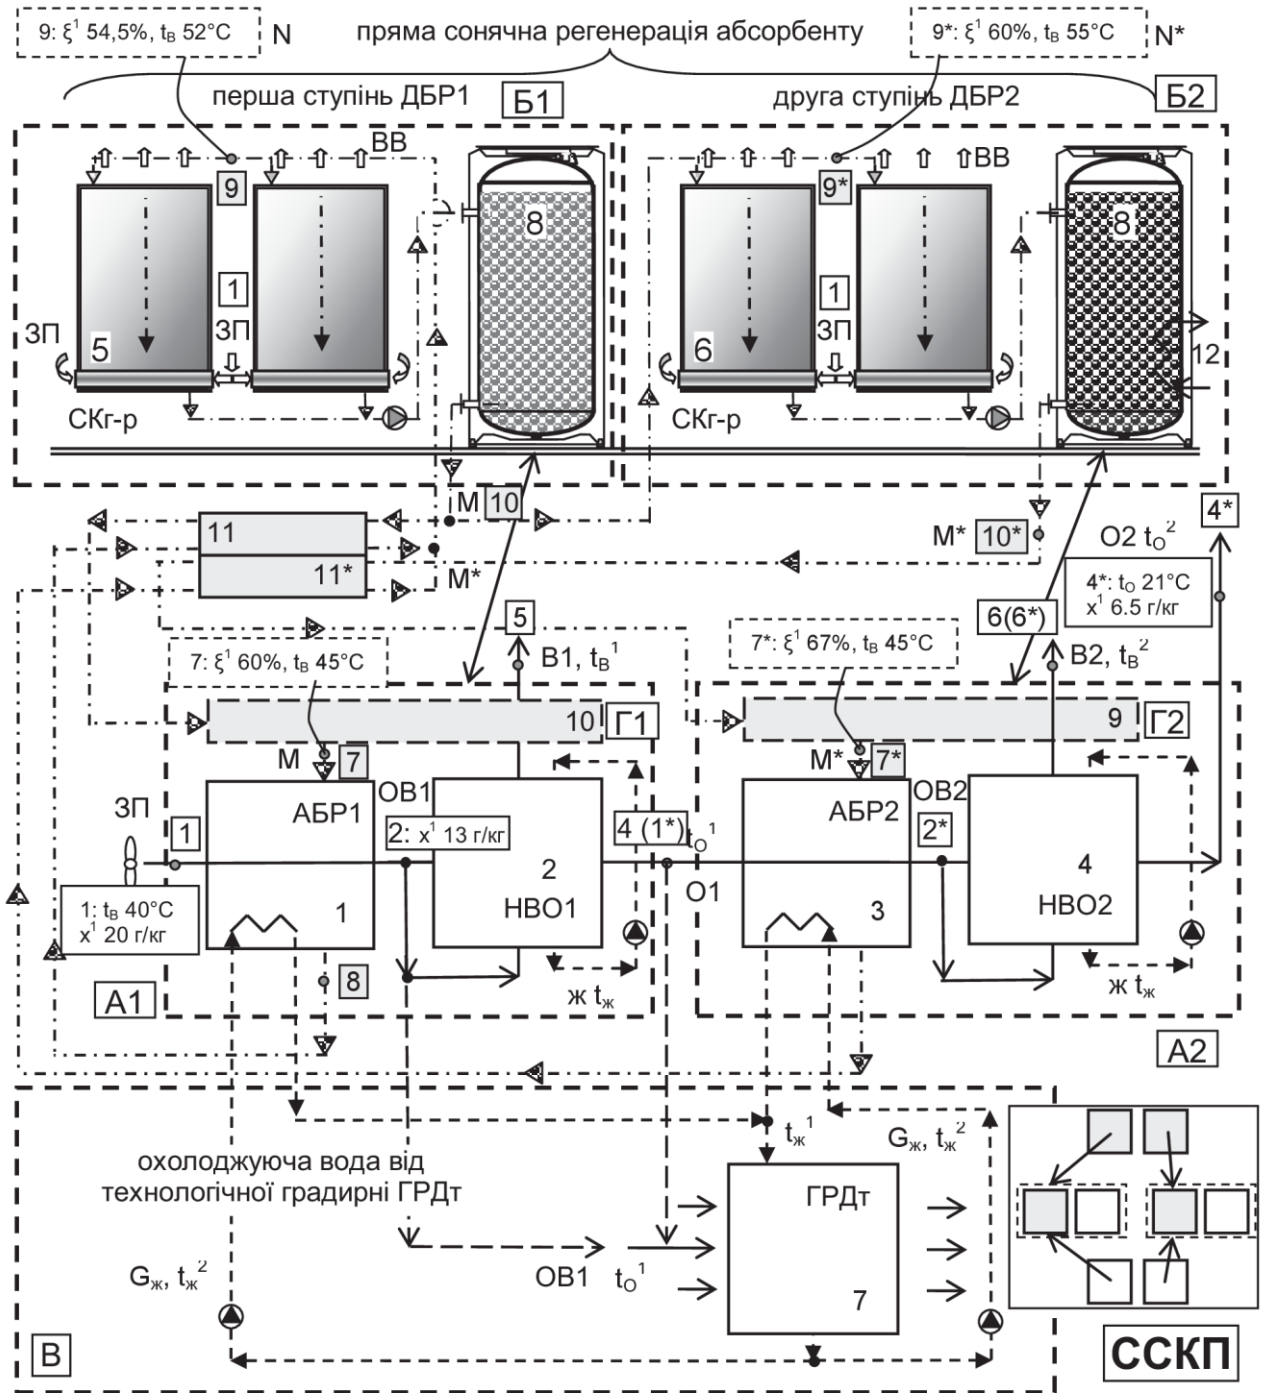 9: ξ¹ 54,5%, tв 52°C
N
пряма сонячна регенерація абсорбенту
9*: ξ¹ 60%, tв 55°C
N*
перша ступінь ДБР1
Б1
друга ступінь ДБР2
Б2
ВВ
ВВ
9
9*
8
8
1
ЗП
1
ЗП
ЗП
5
6
12
СКг-р
СКг-р
М
10
4*
11
М*
10*
O2 tО²
11*
М*
4*: tО 21°C
x¹ 6.5 г/кг
5
6(6*)
7: ξ¹ 60%, tв 45°C
7*: ξ¹ 67%, tв 45°C
В1, tв¹
В2, tв²
10
Г1
9
Г2
М
7
М*
7*
АБР1
ОВ1
АБР2
ОВ2
ЗП
1
2: x¹ 13 г/кг
4 (1*)
tО¹
2*
2
4
О1
НВО1
НВО2
1: tв 40°C
x¹ 20 г/кг
1
3
8
ж tж
ж tж
А1
А2
tж¹
Gж, tж²
охолоджуюча вода від
технологічної градирні ГРДт
ГРДт
Gж, tж²
ОВ1
tО¹
7
В
ССКП